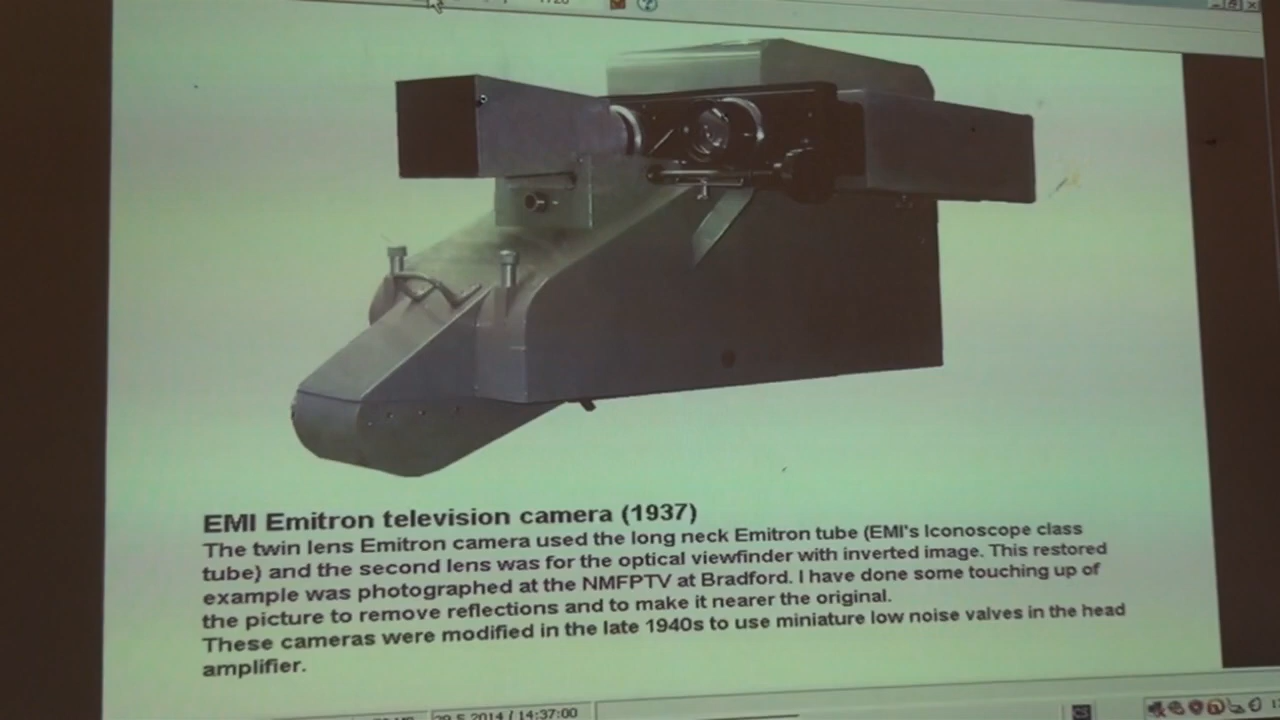 EMI Emitron television camera (1937)
The twin lens Emitron camera used the long neck Emitron tube (EMI's Iconoscope class
tube) and the second lens was for the optical viewfinder with inverted image. This restored
example was photographed at the NMFPTV at Bradford. I have done some touching up of
the picture to remove reflections and to make it nearer the original.
These cameras were modified in the late 1940s to use miniature low noise valves in the head
amplifier.
5.2014 / 14:37:00